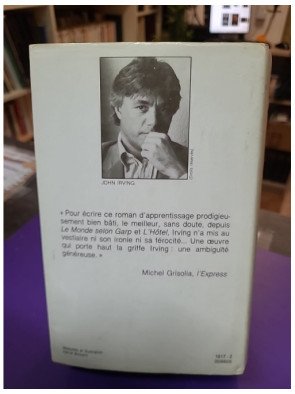 JOHN IRVING
« Pour écrire ce roman d'apprentissage prodigieu-
sement bien bâti, le meilleur, sans doute, depuis
Le Monde selon Garp et L'Hôtel, Irving n'a mis au
vestiaire ni son ironie ni sa férocité... Une œuvre
qui porte haut la griffe Irving : une ambiguïté
généreuse. »
Michel Grisolia, l'Express